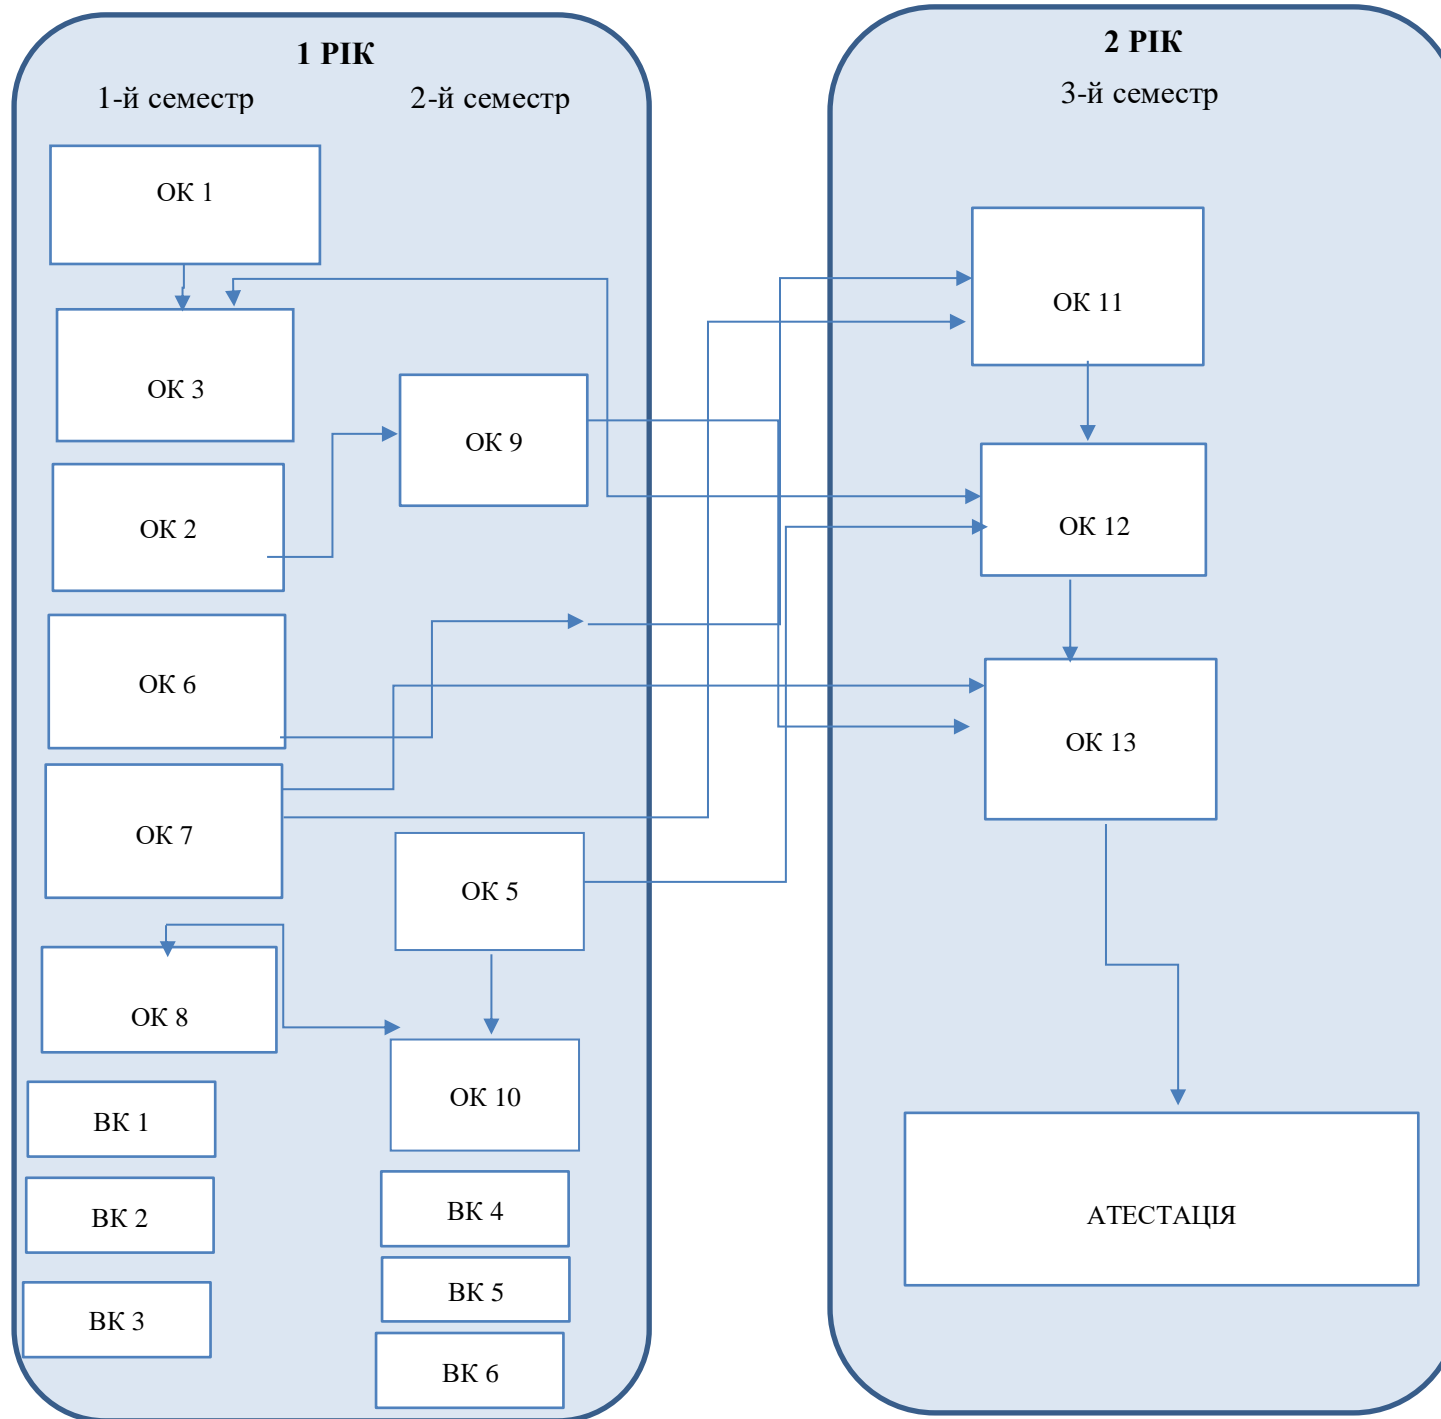 1 РІК
1-й семестр
2-й семестр
ОК 1
ОК 3
ОК 9
ОК 2
ОК 6
ОК 7
ОК 5
ОК 8
ОК 10
ВК 1
ВК 2
ВК 3
ВК 4
ВК 5
ВК 6
2 РІК
3-й семестр
ОК 11
ОК 12
ОК 13
АТЕСТАЦІЯ